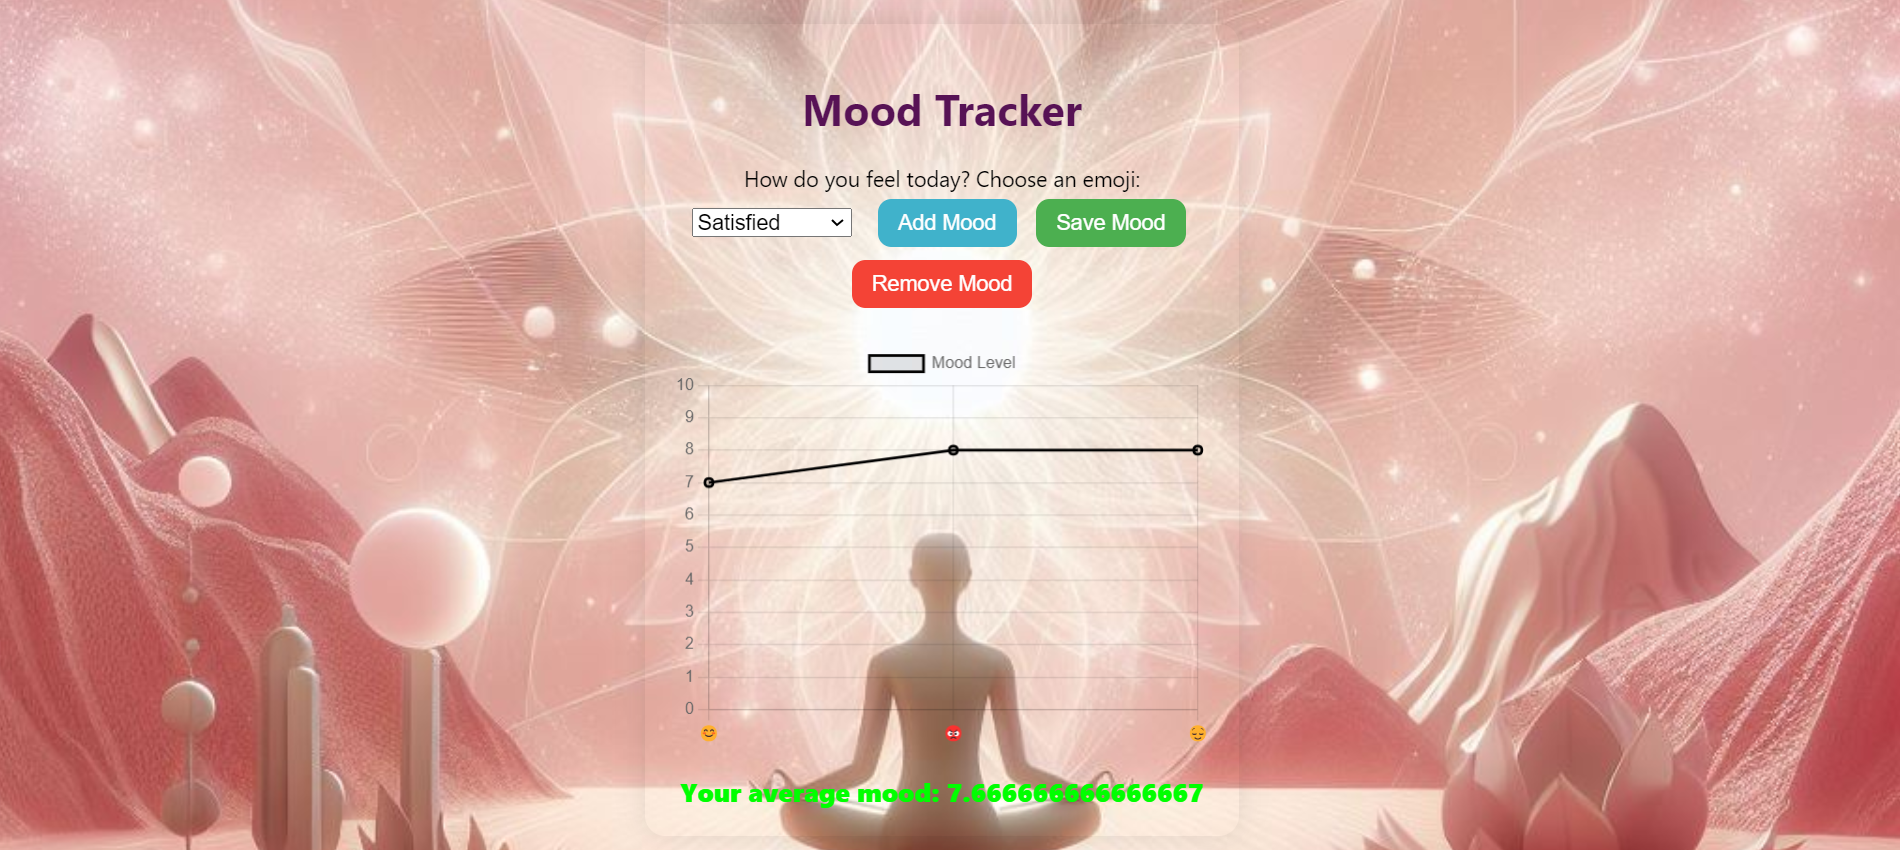 Mood Tracker
How do you feel today? Choose an emoji:
Satisfied Add Mood Save Mood
Remove Mood
Mood Level
10
9
8
7
6
5
4
3
2
1
0
Your average mood: 7.666666666666667